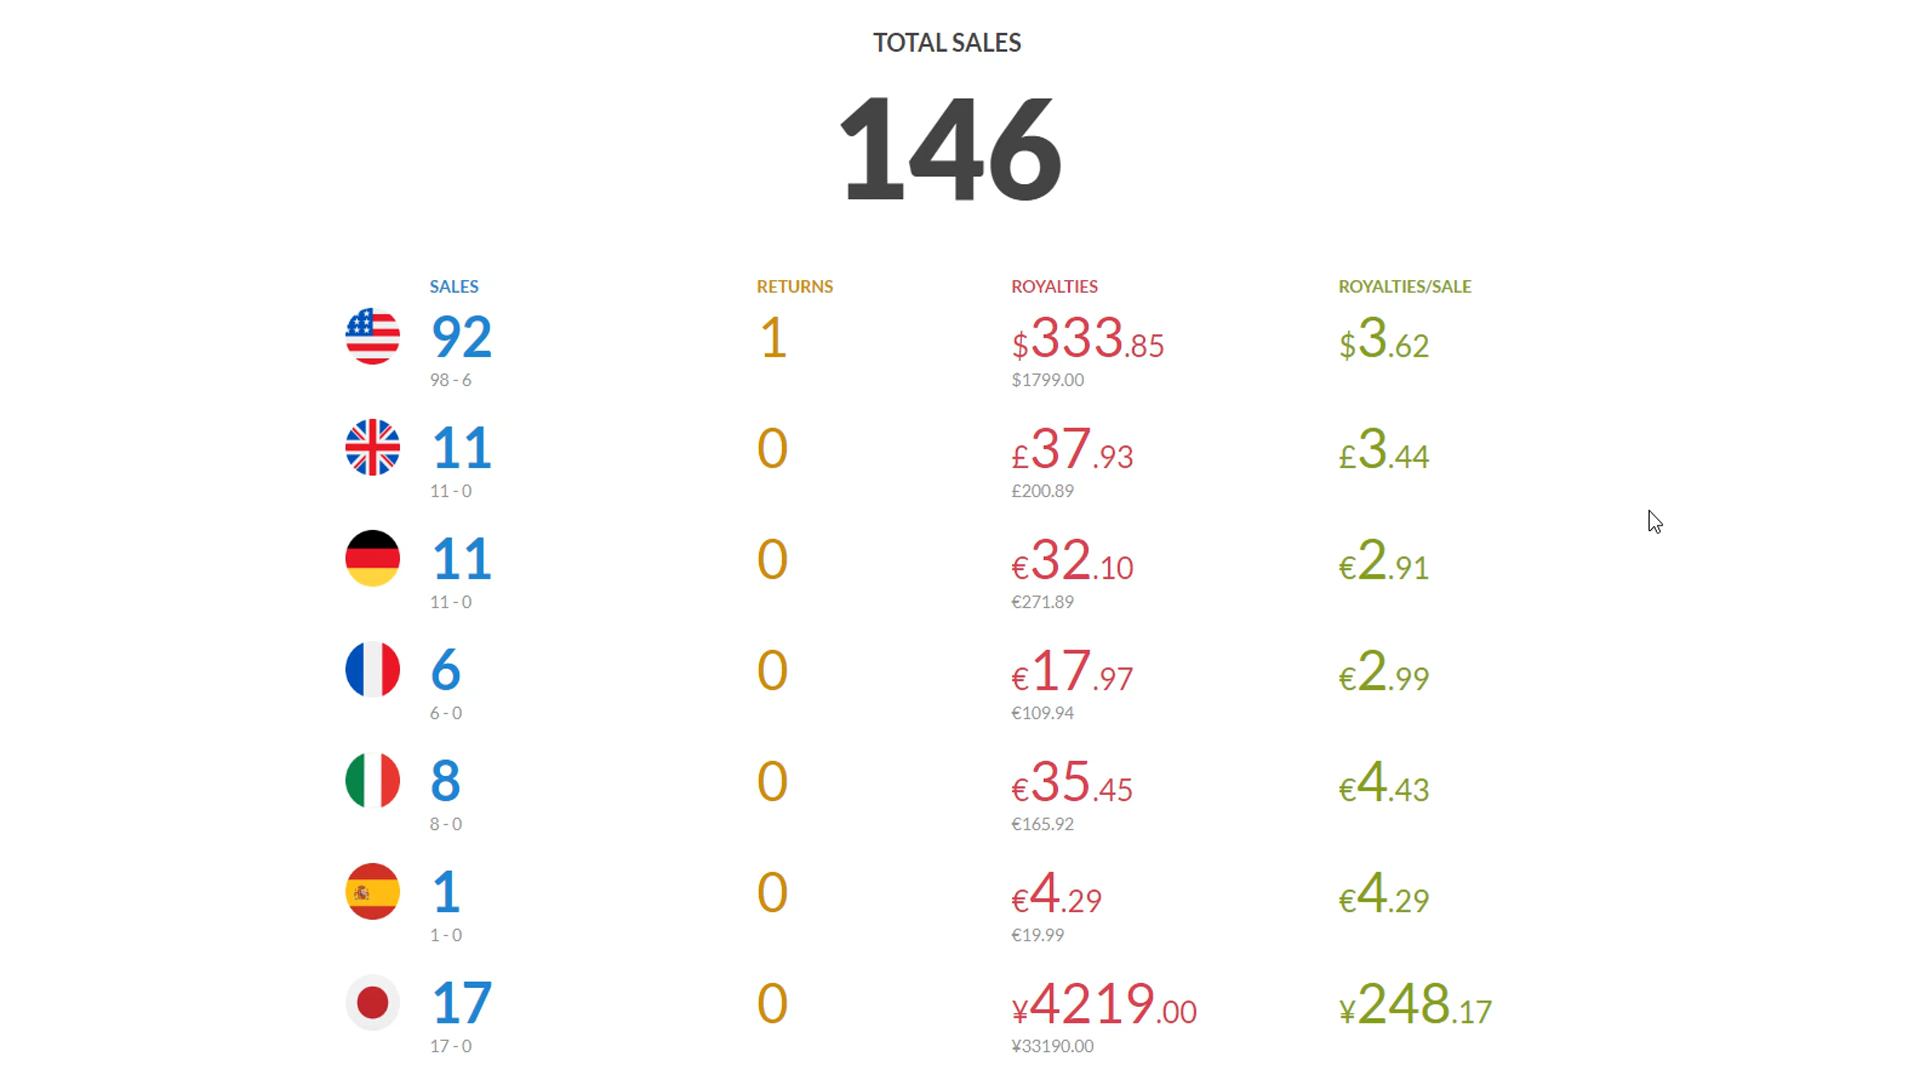 TOTAL SALES
146
SALES RETURNS ROYALTIES ROYALTIES/SALE
92 1 $333.85 $3.62
98 - 6 $1799.00
11 0 £37.93 £3.44
11 - 0 £200.89
11 0 €32.10 €2.91
11 - 0 €271.89
6 0 €17.97 €2.99
6 - 0 €109.94
8 0 €35.45 €4.43
8 - 0 €165.92
1 0 €4.29 €4.29
1 - 0 €19.99
17 0 ¥4219.00 ¥248.17
17 - 0 ¥33190.00